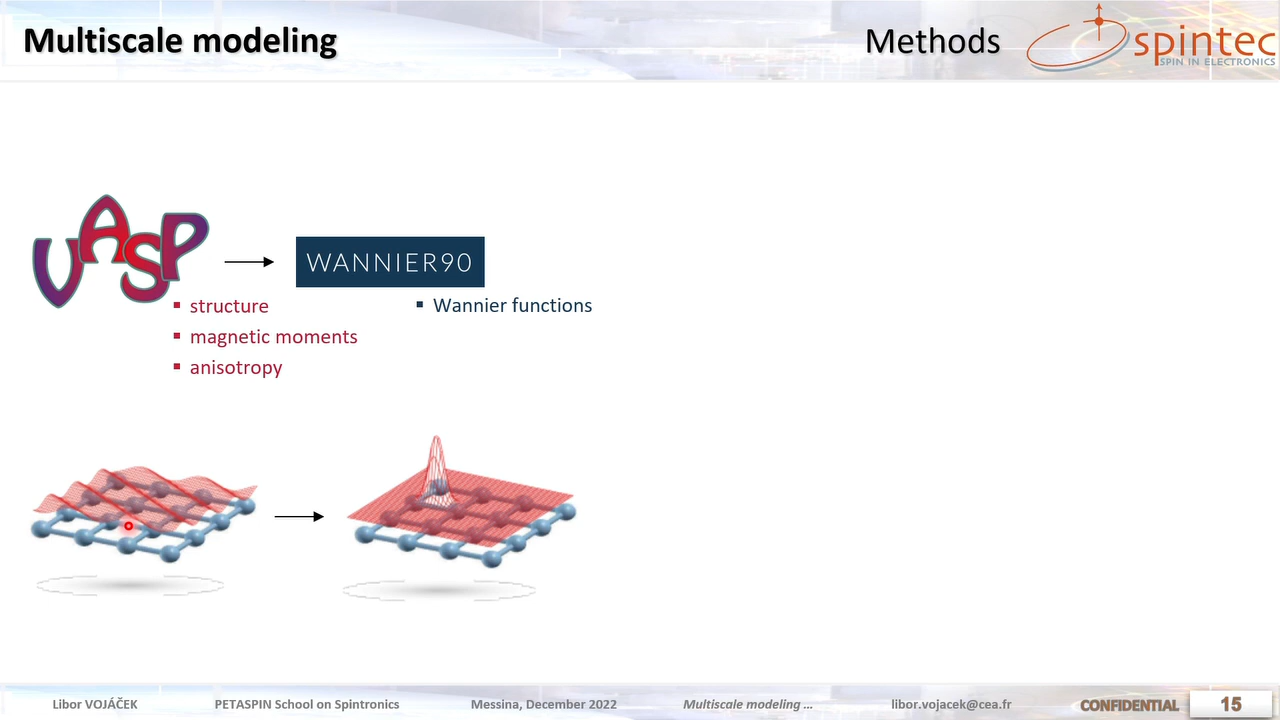 Multiscale modeling
Methods
spintec
SPIN IN ELECTRONICS
VASP
WANNIER90
▪ structure
▪ magnetic moments
▪ anisotropy
▪ Wannier functions
Libor VOJÁČEK
PETASPIN School on Spintronics
Messina, December 2022
Multiscale modeling …
libor.vojacek@cea.fr
CONFIDENTIAL
15